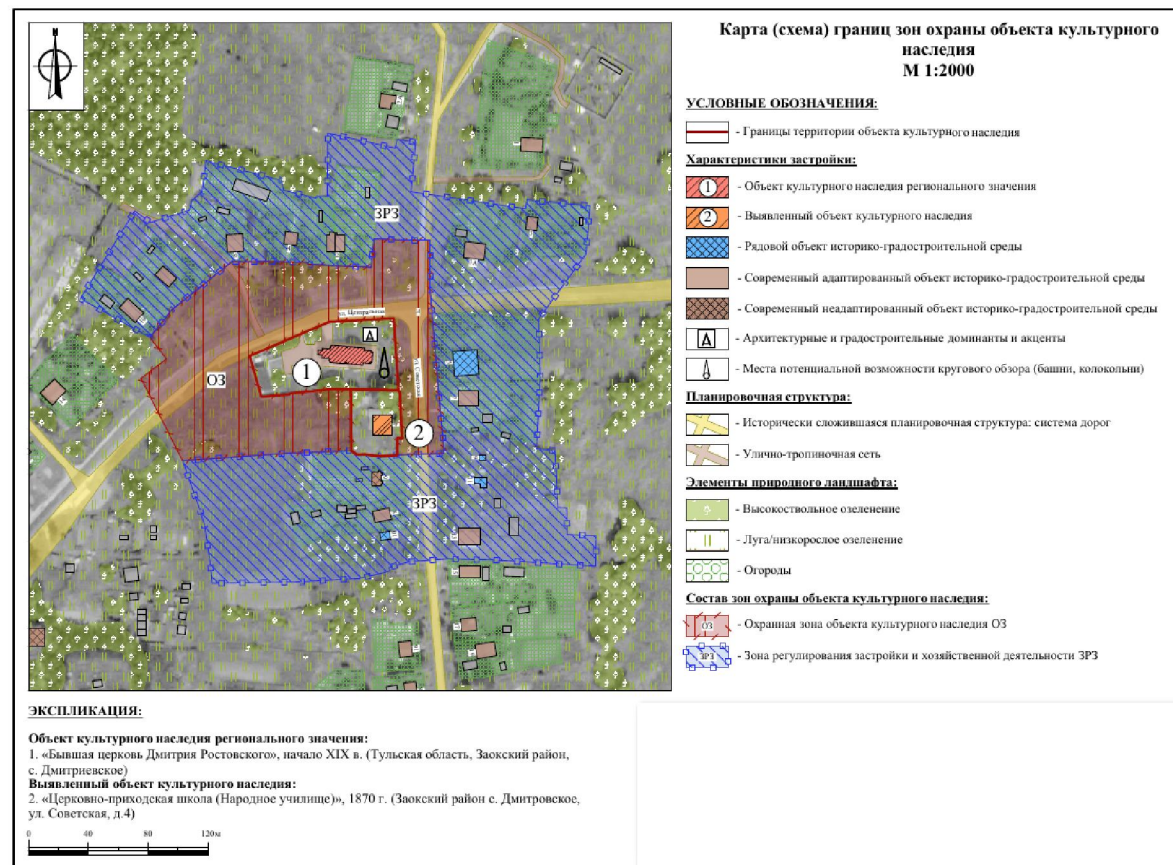 Карта (схема) границ зон охраны объекта культурного
наследия
М 1:2000
N
УСЛОВНЫЕ ОБОЗНАЧЕНИЯ:
- Границы территории объекта культурного наследия
Характеристики застройки:
1 - Объект культурного наследия регионального значения
2 - Выявленный объект культурного наследия
- Рядовой объект историко-градостроительной среды
- Современный адаптированный объект историко-градостроительной среды
- Современный неадаптированный объект историко-градостроительной среды
А - Архитектурные и градостроительные доминанты и акценты
- Места потенциальной возможности кругового обзора (башни, колокольни)
Планировочная структура:
- Исторически сложившаяся планировочная структура: система дорог
- Улично-тропиночная сеть
Элементы природного ландшафта:
- Высокоствольное озеленение
- Луга/низкорослое озеленение
- Огороды
Состав зон охраны объекта культурного наследия:
ОЗ - Охранная зона объекта культурного наследия ОЗ
ЗРЗ - Зона регулирования застройки и хозяйственной деятельности ЗРЗ
ЗРЗ
ул. Центральная
А
1
ОЗ
2
ЗРЗ
ЭКСПЛИКАЦИЯ:
Объект культурного наследия регионального значения:
1. «Бывшая церковь Дмитрия Ростовского», начало XIX в. (Тульская область, Заокский район,
с. Дмитриевское)
Выявленный объект культурного наследия:
2. «Церковно-приходская школа (Народное училище)», 1870 г. (Заокский район с. Дмитровское,
ул. Советская, д.4)
0 40 80 120м